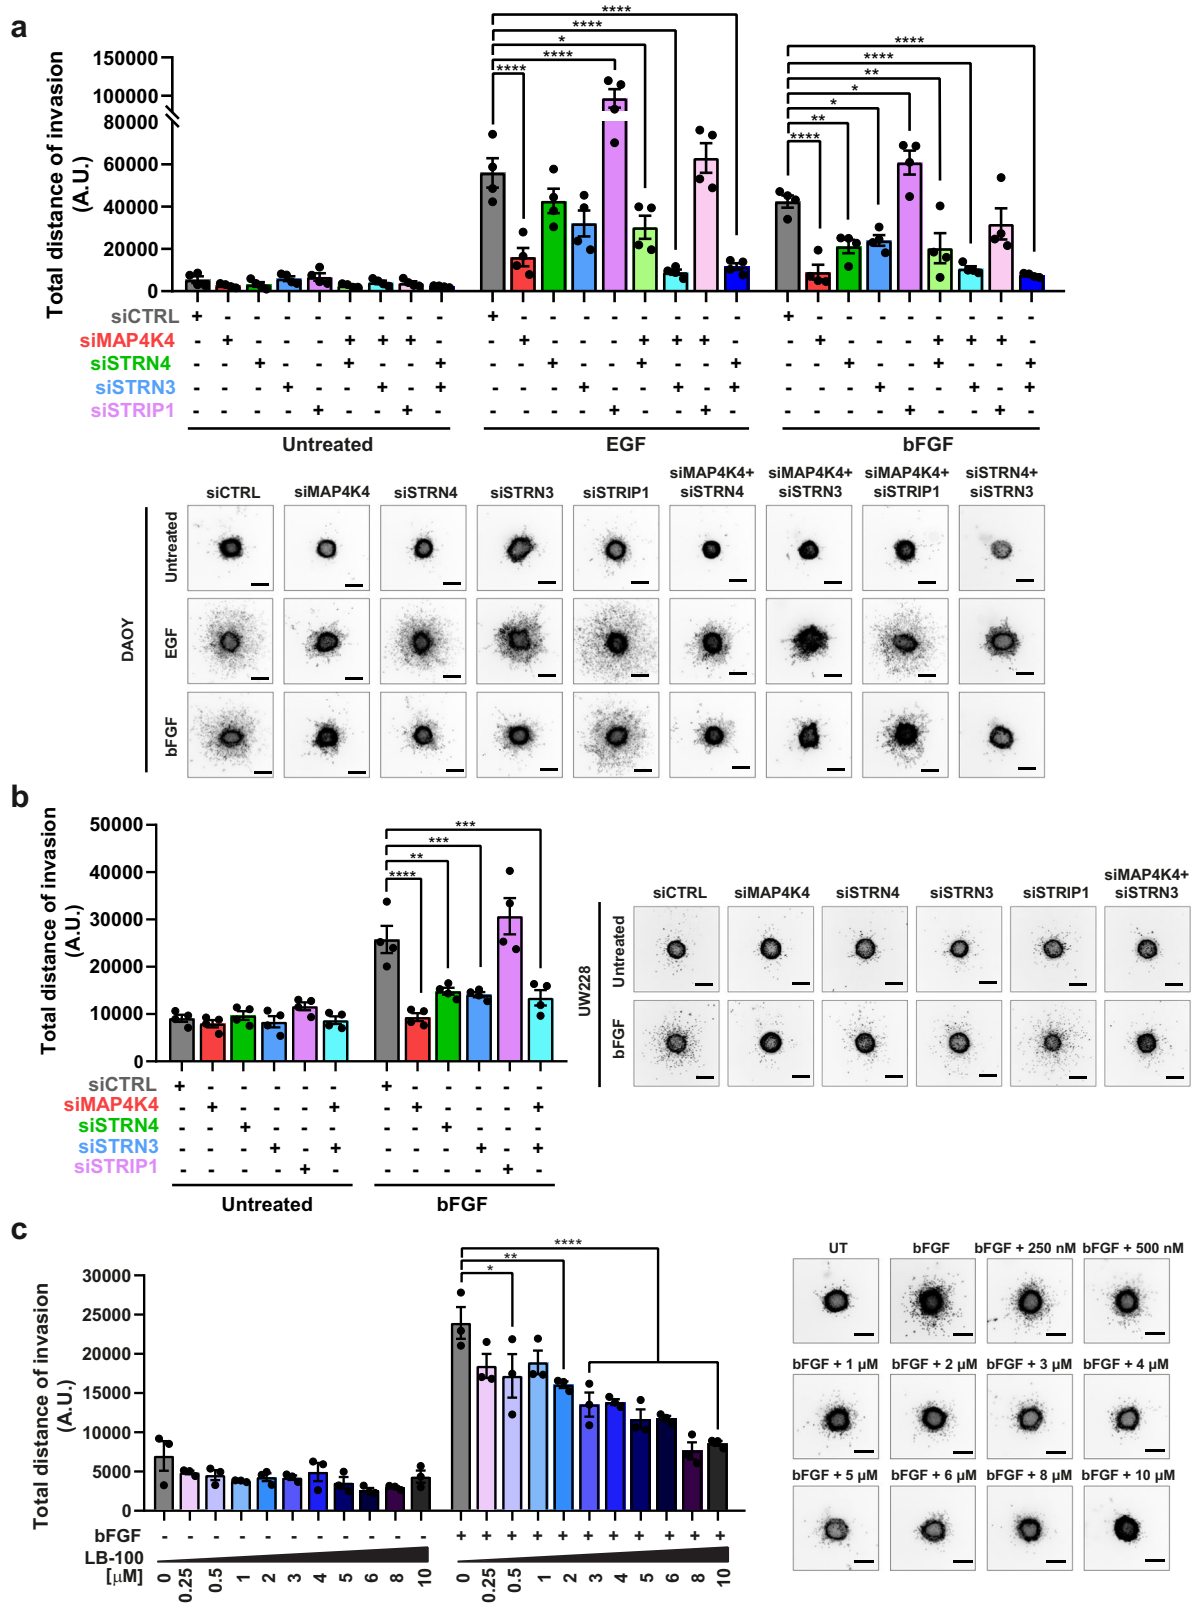 a
Total distance of invasion
(A.U.)
150000
100000
80000
60000
40000
20000
0
****
****
*
****
****
****
****
**
*
*
**
****
siCTRL + - - - - - - - - + - - - - - - - - + - - - - - - - -
siMAP4K4 - + - - - + + + - - + - - - + + + - - + - - - + + + -
siSTRN4 - - + - - + - - + - - + - - + - - + - - + - - + - - +
siSTRN3 - - - + - - + - + - - - + - - + - + - - - + - - + - +
siSTRIP1 - - - - + - - + - - - - - + - - + - - - - - + - - + -
Untreated EGF bFGF
siCTRL siMAP4K4 siSTRN4 siSTRN3 siSTRIP1 siMAP4K4+ siSTRN4 siMAP4K4+ siSTRN3 siMAP4K4+ siSTRIP1 siSTRN4+ siSTRN3
DAOY
Untreated
EGF
bFGF
b
Total distance of invasion
(A.U.)
50000
40000
30000
20000
10000
0
***
***
**
****
siCTRL + - - - - - + - - - - -
siMAP4K4 - + - - - + - + - - - +
siSTRN4 - - + - - - - - + - - -
siSTRN3 - - - + - + - - - + - +
siSTRIP1 - - - - + - - - - - + -
Untreated bFGF
siCTRL siMAP4K4 siSTRN4 siSTRN3 siSTRIP1 siMAP4K4+ siSTRN3
UW228
Untreated
bFGF
c
Total distance of invasion
(A.U.)
30000
25000
20000
15000
10000
5000
0
****
**
*
bFGF - - - - - - - - - - - + + + + + + + + + + +
LB-100
[µM] 0 0.25 0.5 1 2 3 4 5 6 8 10 0 0.25 0.5 1 2 3 4 5 6 8 10
UT bFGF bFGF + 250 nM bFGF + 500 nM
bFGF + 1 µM bFGF + 2 µM bFGF + 3 µM bFGF + 4 µM
bFGF + 5 µM bFGF + 6 µM bFGF + 8 µM bFGF + 10 µM